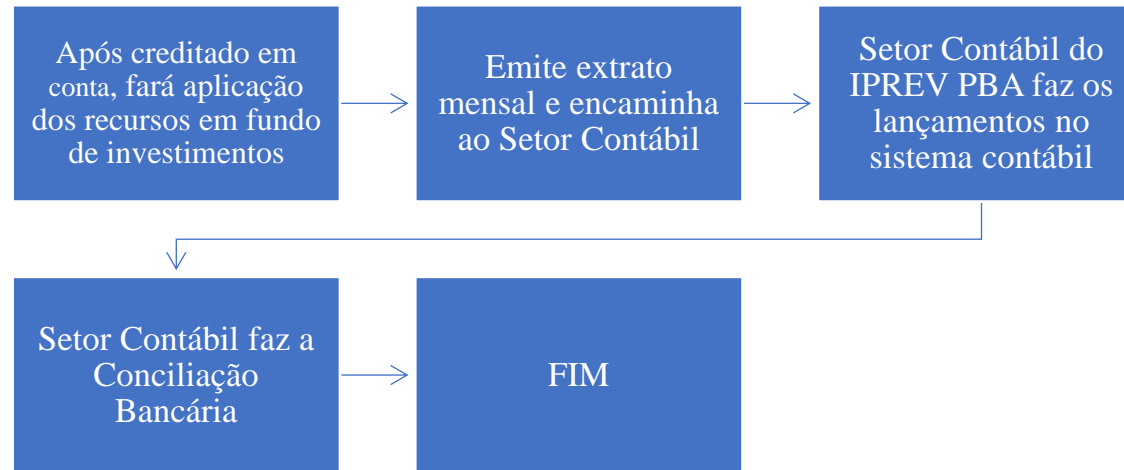 Após creditado em
conta, fará aplicação
dos recursos em fundo
de investimentos
Emite extrato
mensal e encaminha
ao Setor Contábil
Setor Contábil do
IPREV PBA faz os
lançamentos no
sistema contábil
Setor Contábil faz a
Conciliação
Bancária
FIM